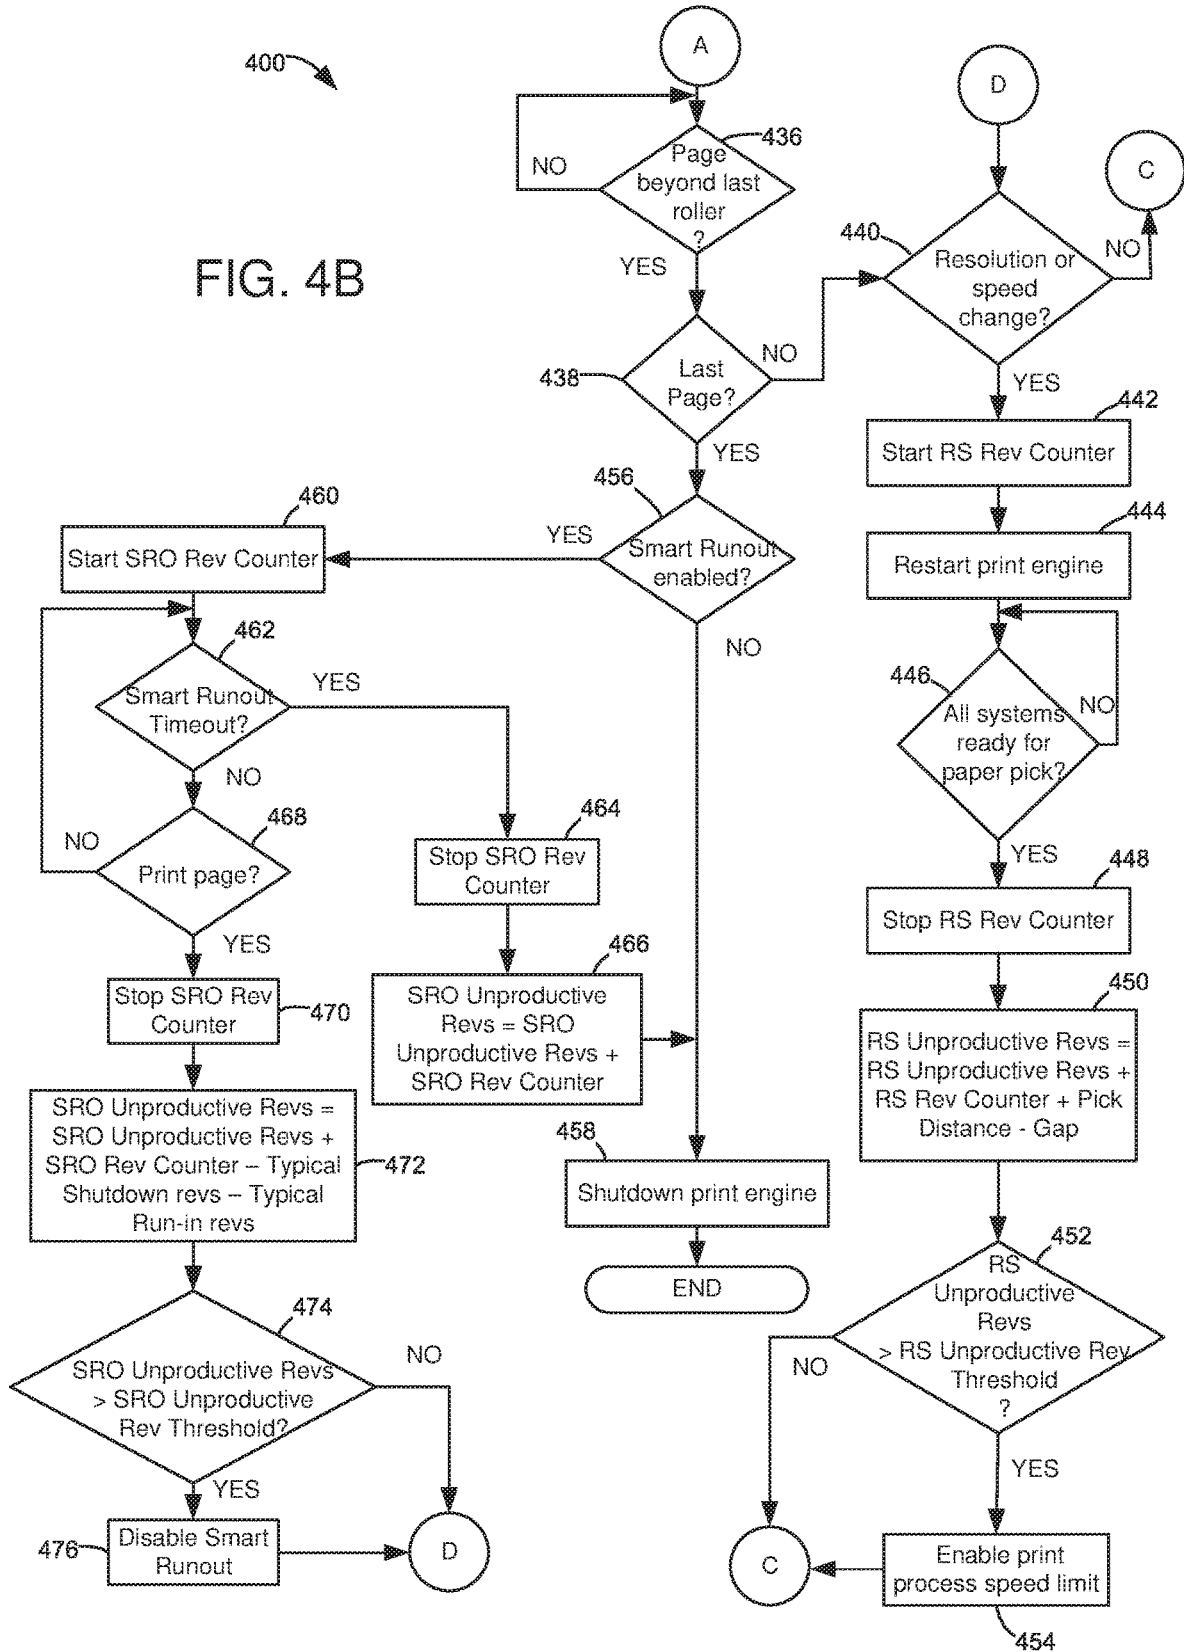 400
FIG. 4B
A
436
Page
beyond last
roller
?
NO
YES
438
Last
Page?
NO
YES
D
440
Resolution or
speed
change?
NO
C
YES
442
Start RS Rev Counter
444
Restart print engine
446
All systems
ready for
paper pick?
NO
YES
448
Stop RS Rev Counter
450
RS Unproductive Revs =
RS Unproductive Revs +
RS Rev Counter + Pick
Distance - Gap
452
RS
Unproductive
Revs
> RS Unproductive Rev
Threshold
?
NO
YES
C
Enable print
process speed limit
454
456
Smart Runout
enabled?
YES
NO
460
Start SRO Rev Counter
462
Smart Runout
Timeout?
YES
NO
468
Print page?
NO
YES
464
Stop SRO Rev
Counter
466
SRO Unproductive
Revs = SRO
Unproductive Revs +
SRO Rev Counter
458
Shutdown print engine
END
Stop SRO Rev
Counter
470
SRO Unproductive Revs =
SRO Unproductive Revs +
SRO Rev Counter – Typical
Shutdown revs – Typical
Run-in revs
472
474
SRO Unproductive Revs
> SRO Unproductive
Rev Threshold?
NO
YES
476
Disable Smart
Runout
D